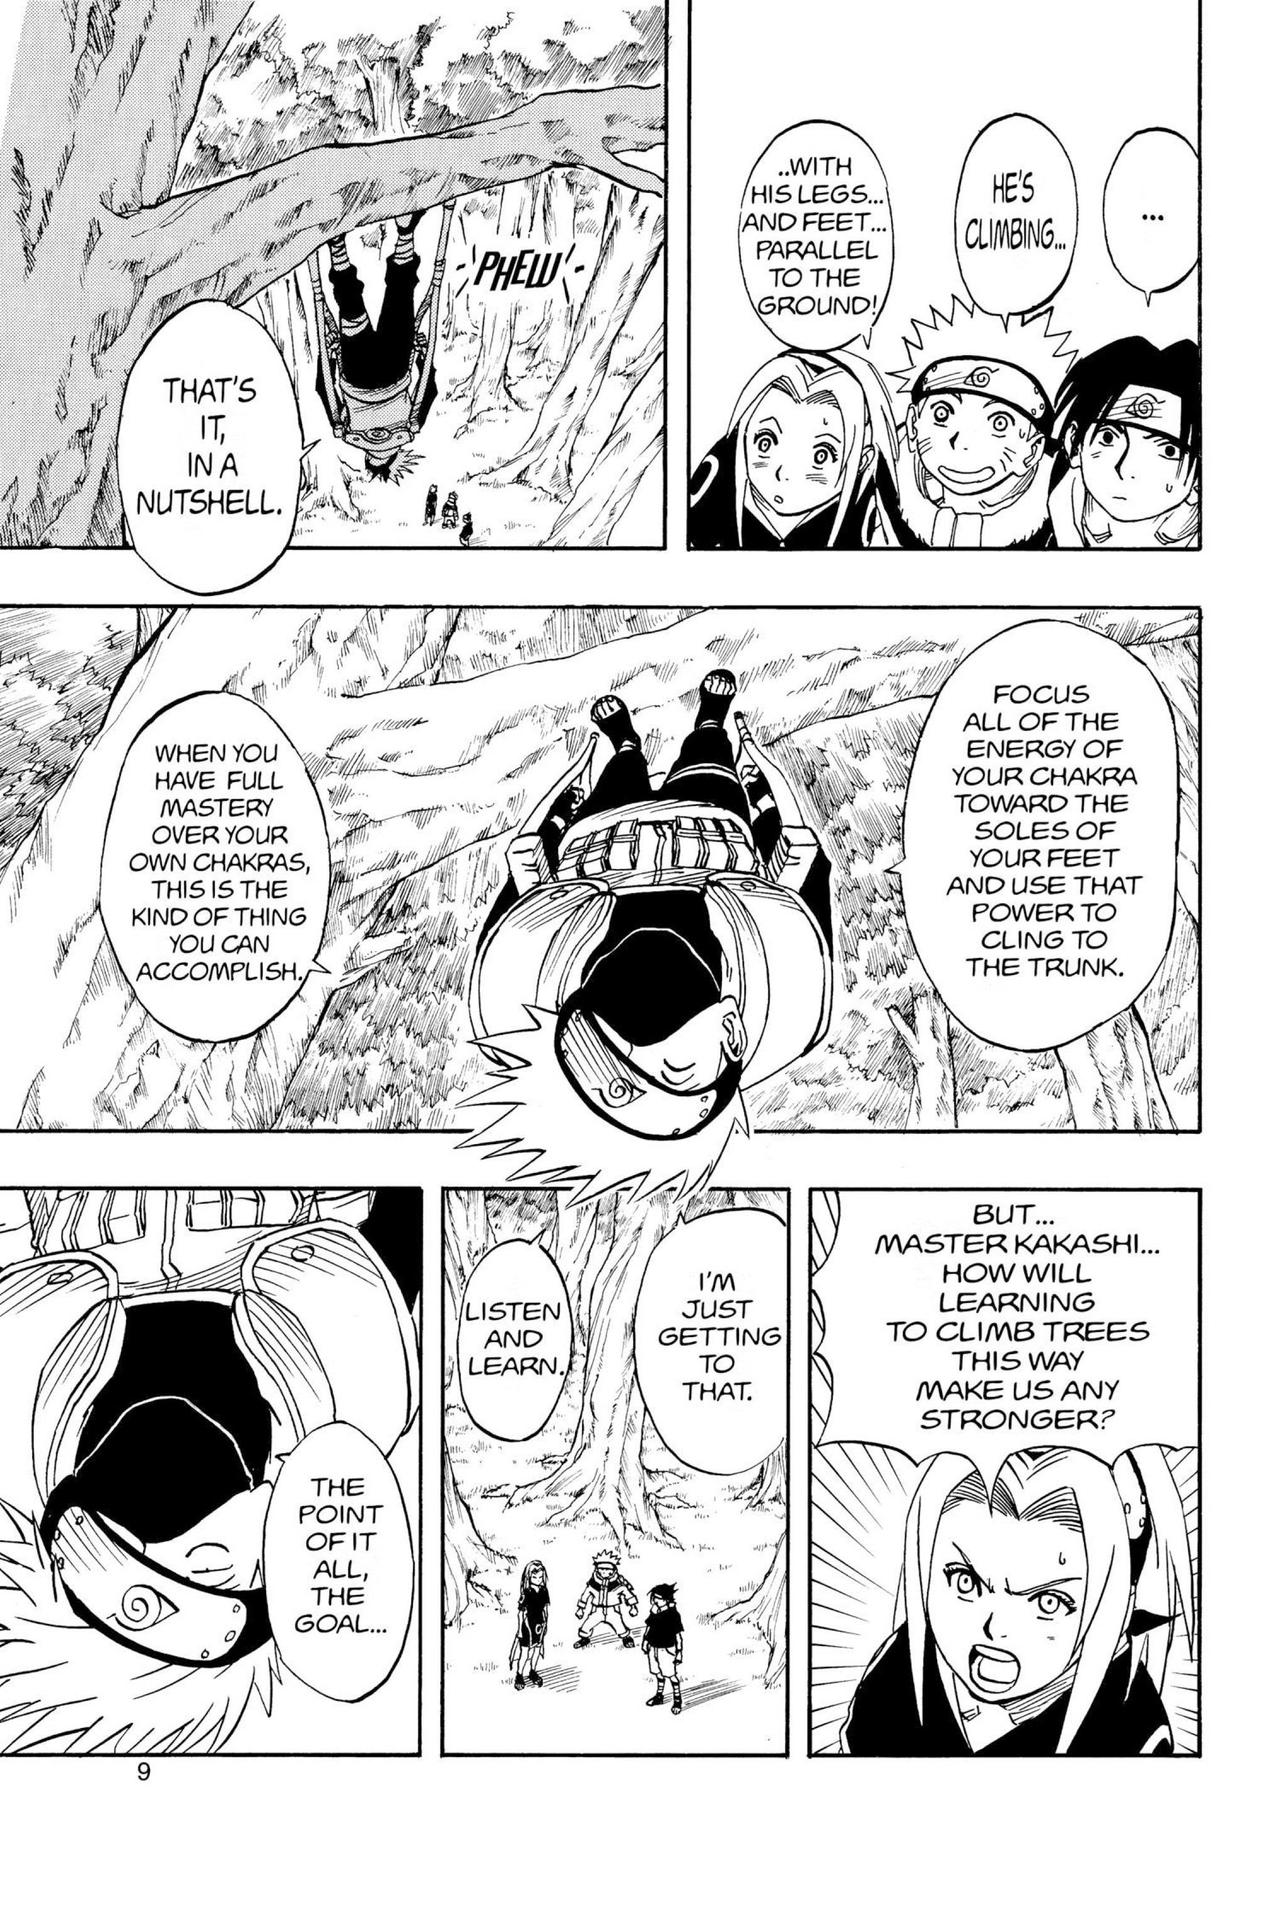 ...
HE'S
CLIMBING...
..WITH
HIS LEGS...
AND FEET...
PARALLEL
TO THE
GROUND!
PHEW
THAT'S
IT,
IN A
NUTSHELL.
FOCUS
ALL OF THE
ENERGY OF
YOUR CHAKRA
TOWARD THE
SOLES OF
YOUR FEET
AND USE THAT
POWER TO
CLING TO
THE TRUNK.
WHEN YOU
HAVE FULL
MASTERY
OVER YOUR
OWN CHAKRAS,
THIS IS THE
KIND OF THING
YOU CAN
ACCOMPLISH.
BUT...
MASTER KAKASHI...
HOW WILL
LEARNING
TO CLIMB TREES
THIS WAY
MAKE US ANY
STRONGER?
I'M
JUST
GETTING
TO
THAT.
LISTEN
AND
LEARN.
THE
POINT
OF IT
ALL,
THE
GOAL...
9